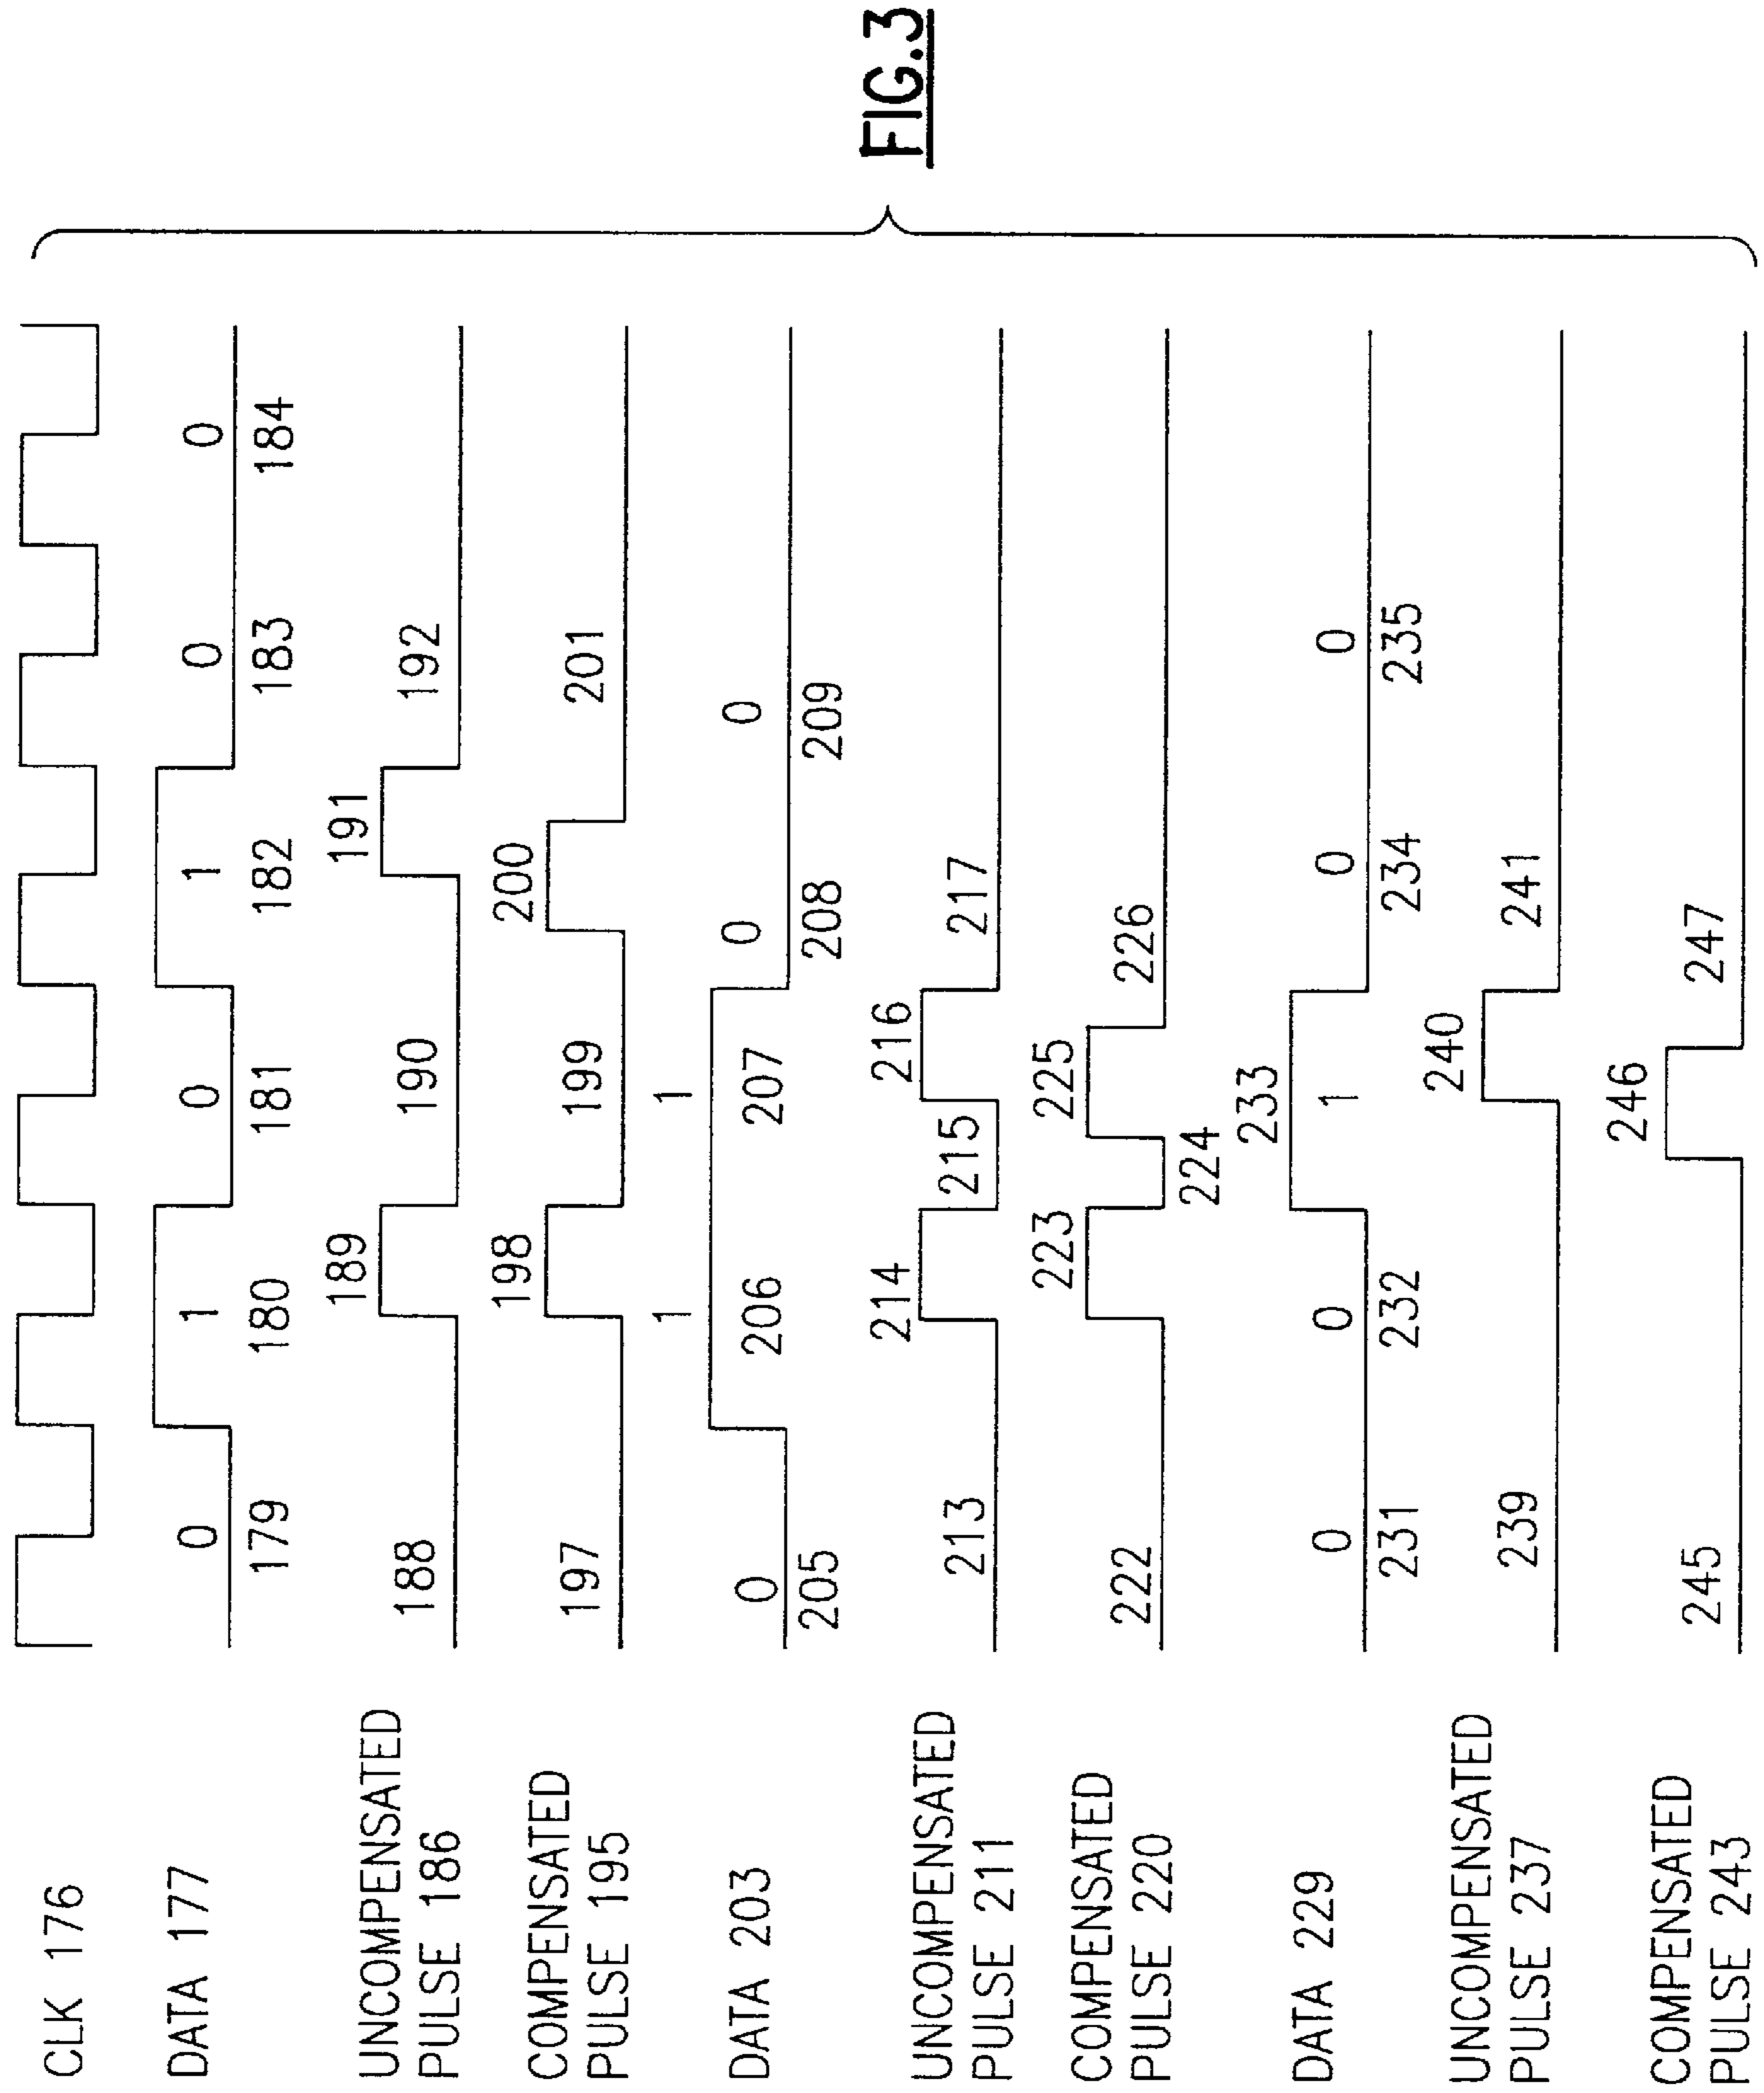 CLK 176
DATA 177
0 1 0 1 0 0
179 180 181 182 183 184
UNCOMPENSATED
PULSE 186
188 189 190 191 192
COMPENSATED
PULSE 195
197 198 199 200 201
DATA 203
0 1 1 0 0
205 206 207 208 209
UNCOMPENSATED
PULSE 211
213 214 215 216 217
COMPENSATED
PULSE 220
222 223 224 225 226
DATA 229
0 0 1 0 0
231 232 233 234 235
UNCOMPENSATED
PULSE 237
239 240 241
COMPENSATED
PULSE 243
245 246 247
FIG.3